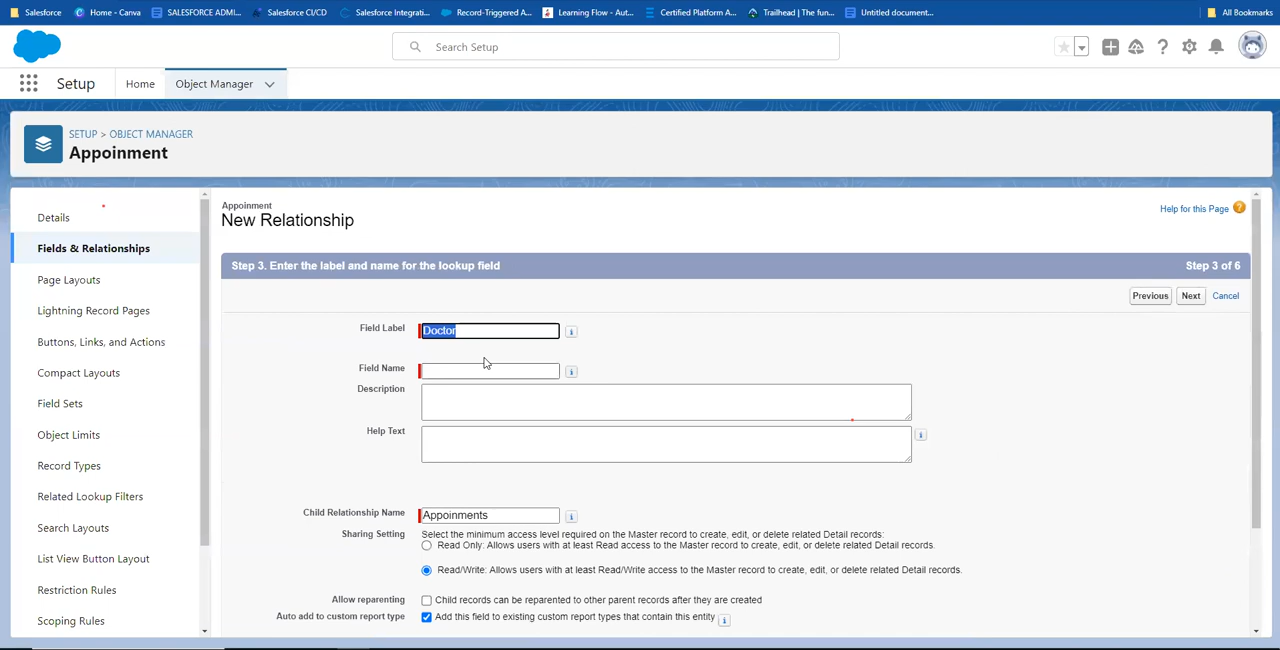 Salesforce
Home - Canva
SALESFORCE ADMI...
Salesforce CI/CD
Salesforce Integrati...
Record-Triggered A...
Learning Flow - Aut...
Certified Platform A...
Trailhead | The fun...
Untitled document...
All Bookmarks
Search Setup
Setup
Home
Object Manager
SETUP > OBJECT MANAGER
Appoinment
Details
Fields & Relationships
Page Layouts
Lightning Record Pages
Buttons, Links, and Actions
Compact Layouts
Field Sets
Object Limits
Record Types
Related Lookup Filters
Search Layouts
List View Button Layout
Restriction Rules
Scoping Rules
Appoinment
New Relationship
Help for this Page
Step 3. Enter the label and name for the lookup field
Step 3 of 6
Previous
Next
Cancel
Field Label
Doctor
Field Name
Description
Help Text
Child Relationship Name
Appoinments
Sharing Setting
Select the minimum access level required on the Master record to create, edit, or delete related Detail records:
Read Only: Allows users with at least Read access to the Master record to create, edit, or delete related Detail records.
Read/Write: Allows users with at least Read/Write access to the Master record to create, edit, or delete related Detail records.
Allow reparenting
Child records can be reparented to other parent records after they are created
Auto add to custom report type
Add this field to existing custom report types that contain this entity